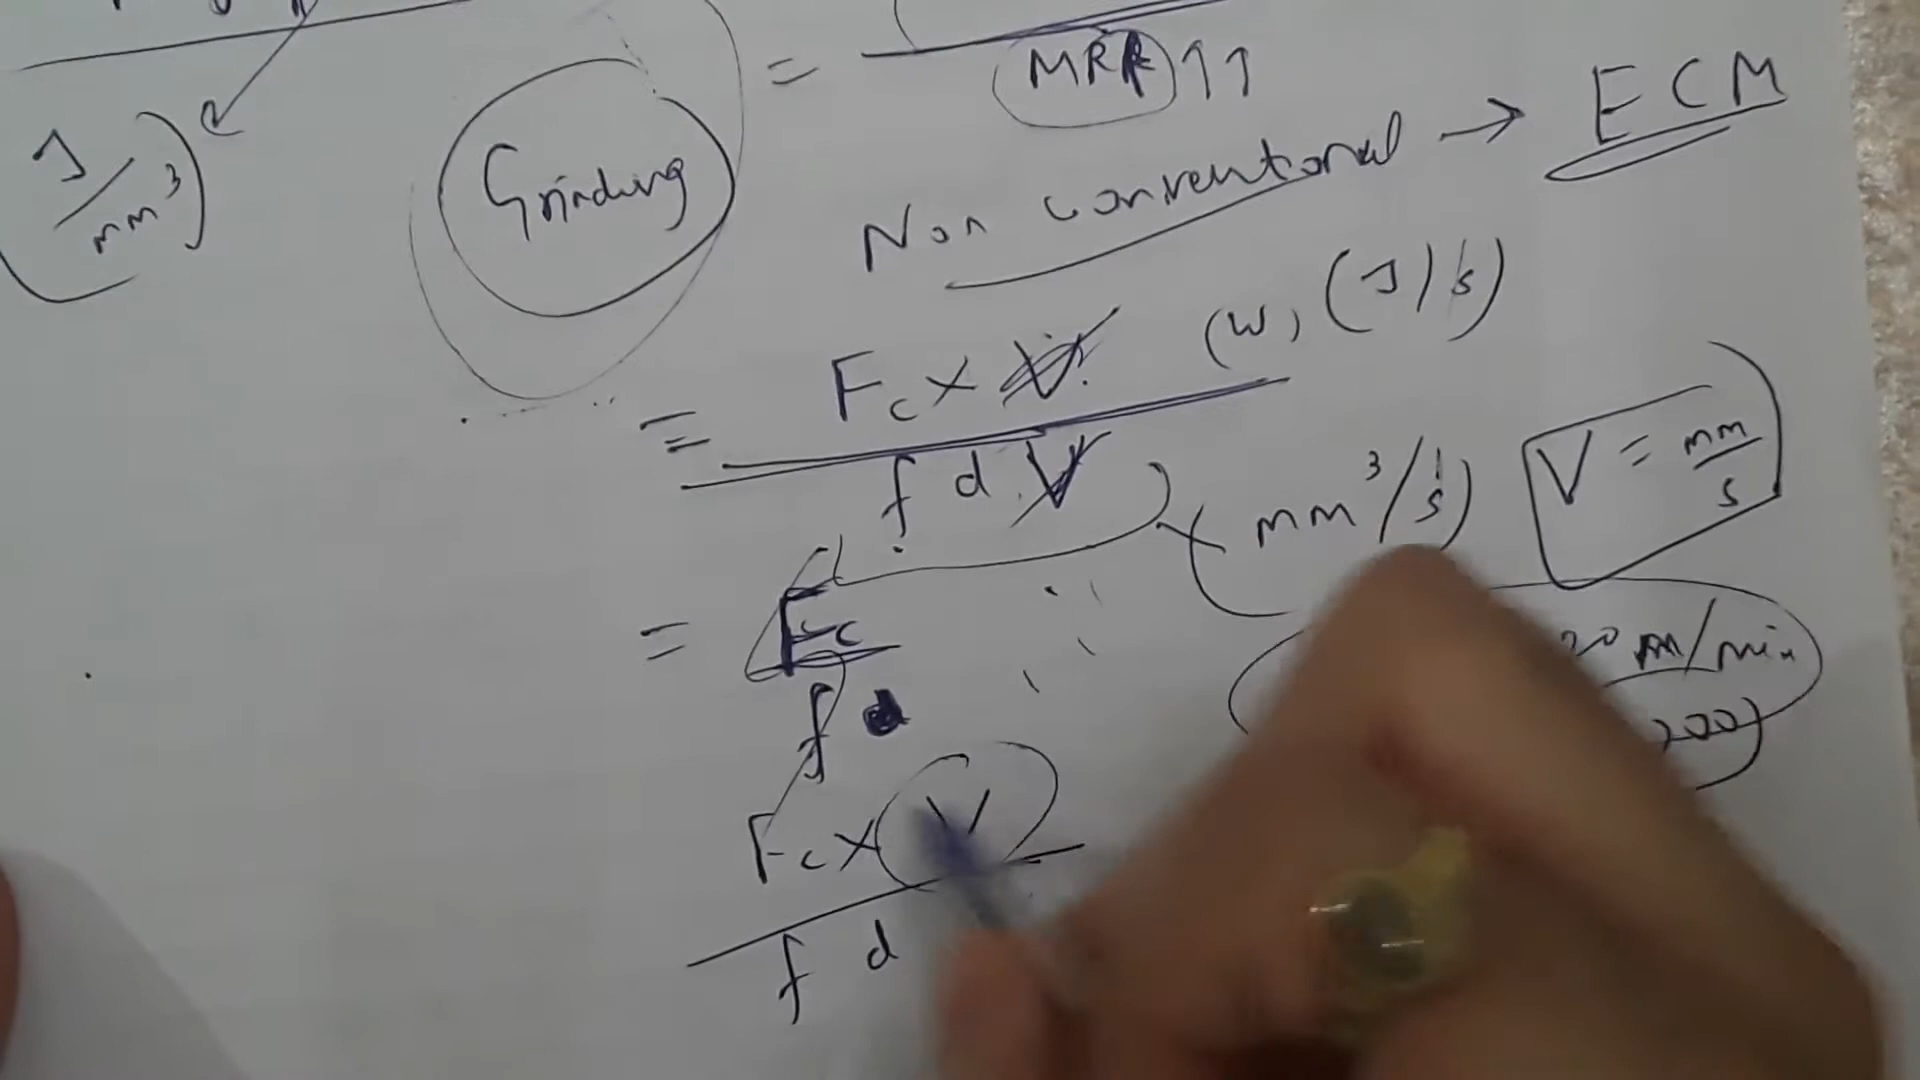 = MRR ↑↑
J/mm³)
Grinding
Non conventional → ECM
= Fc × V (W, (J/s)
f d V (mm³/s)
V = mm/s
= Fc
f d
m/min
Fc × V
f d